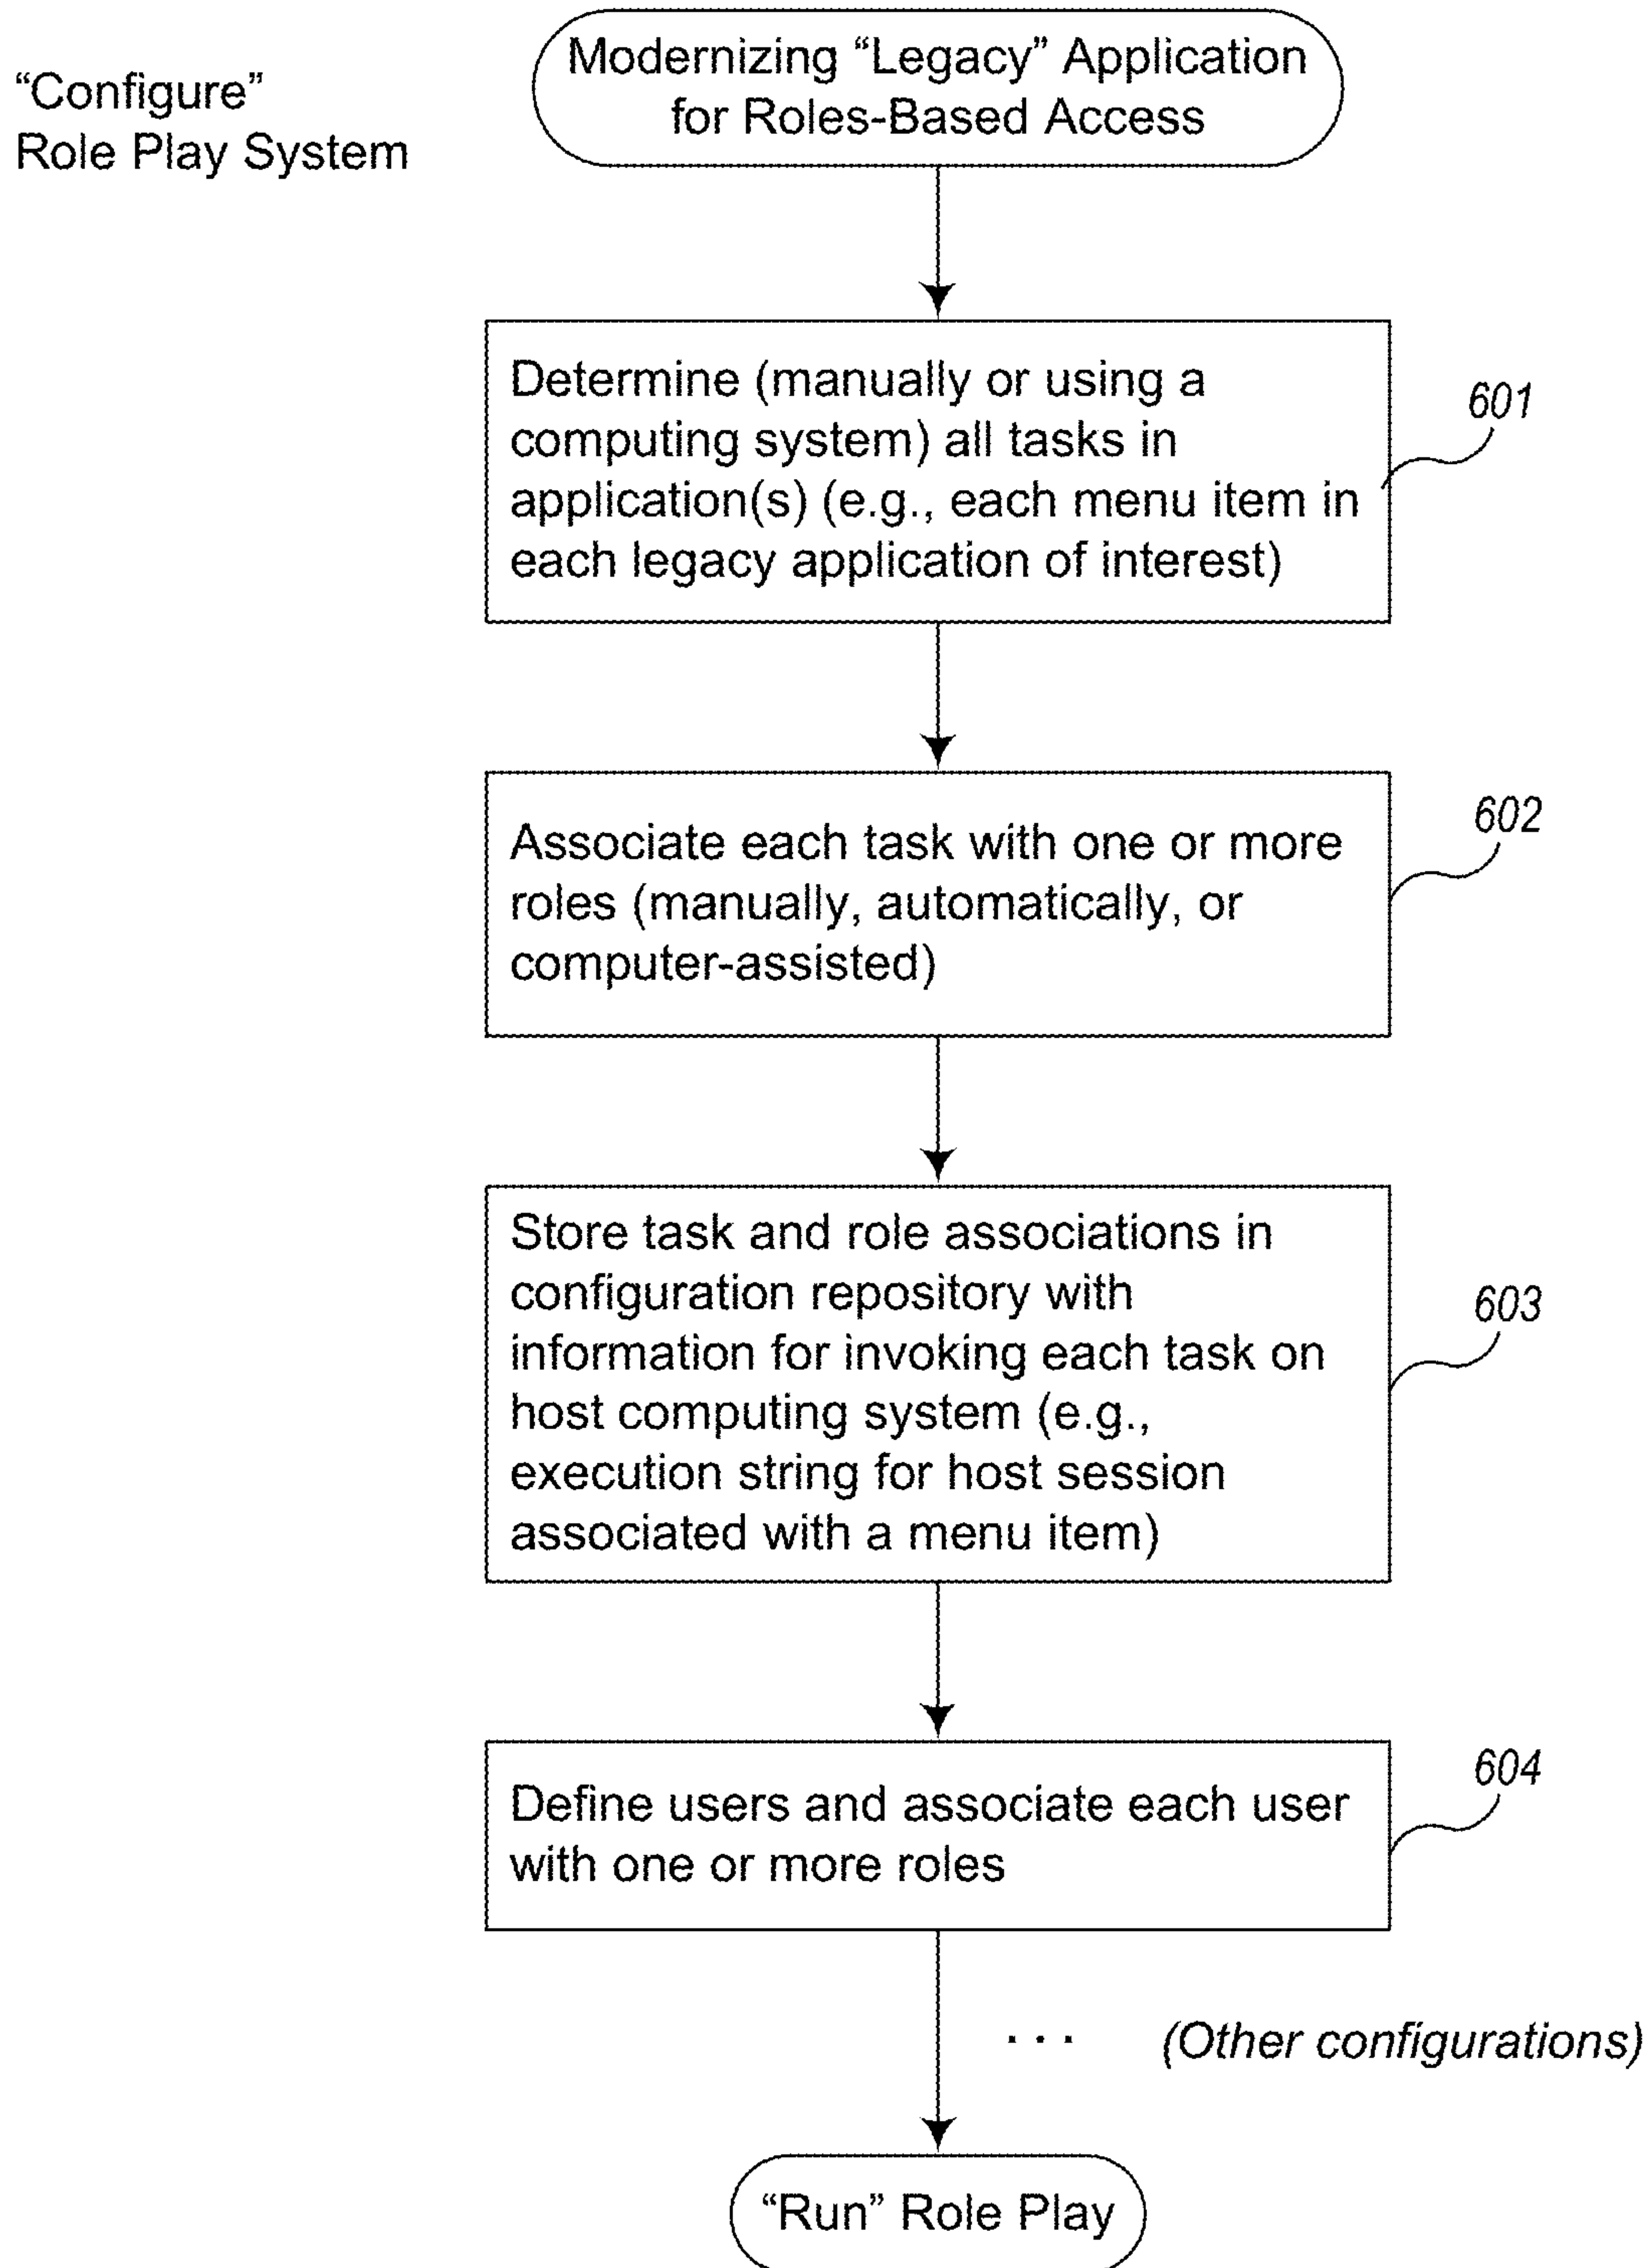 “Configure”
Role Play System
Modernizing “Legacy” Application
for Roles-Based Access
Determine (manually or using a
computing system) all tasks in
application(s) (e.g., each menu item in
each legacy application of interest)
601
Associate each task with one or more
roles (manually, automatically, or
computer-assisted)
602
Store task and role associations in
configuration repository with
information for invoking each task on
host computing system (e.g.,
execution string for host session
associated with a menu item)
603
Define users and associate each user
with one or more roles
604
... (Other configurations)
“Run” Role Play